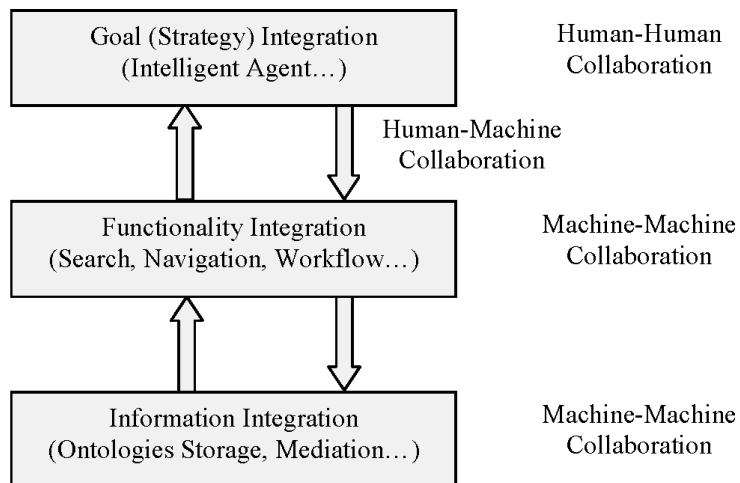 Goal (Strategy) Integration
(Intelligent Agent…)
Human-Human
Collaboration
Human-Machine
Collaboration
Functionality Integration
(Search, Navigation, Workflow…)
Machine-Machine
Collaboration
Information Integration
(Ontologies Storage, Mediation…)
Machine-Machine
Collaboration